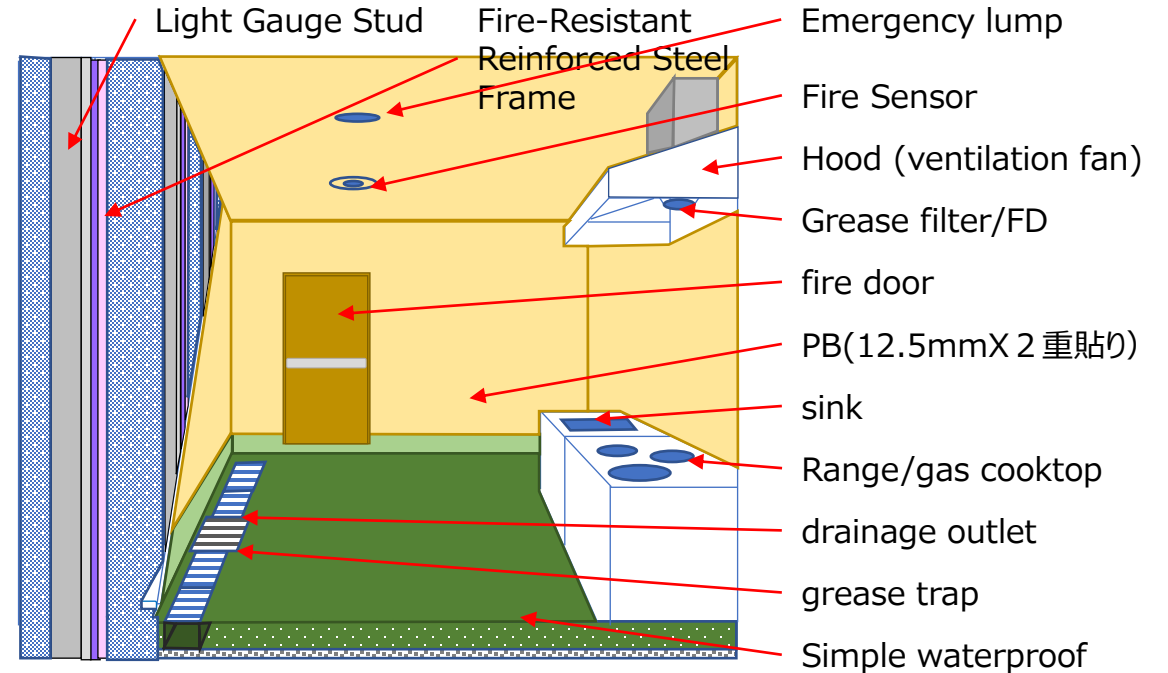 Light Gauge Stud
Fire-Resistant
Reinforced Steel
Frame
Emergency lump
Fire Sensor
Hood (ventilation fan)
Grease filter/FD
fire door
PB(12.5mmX２重貼り)
sink
Range/gas cooktop
drainage outlet
grease trap
Simple waterproof